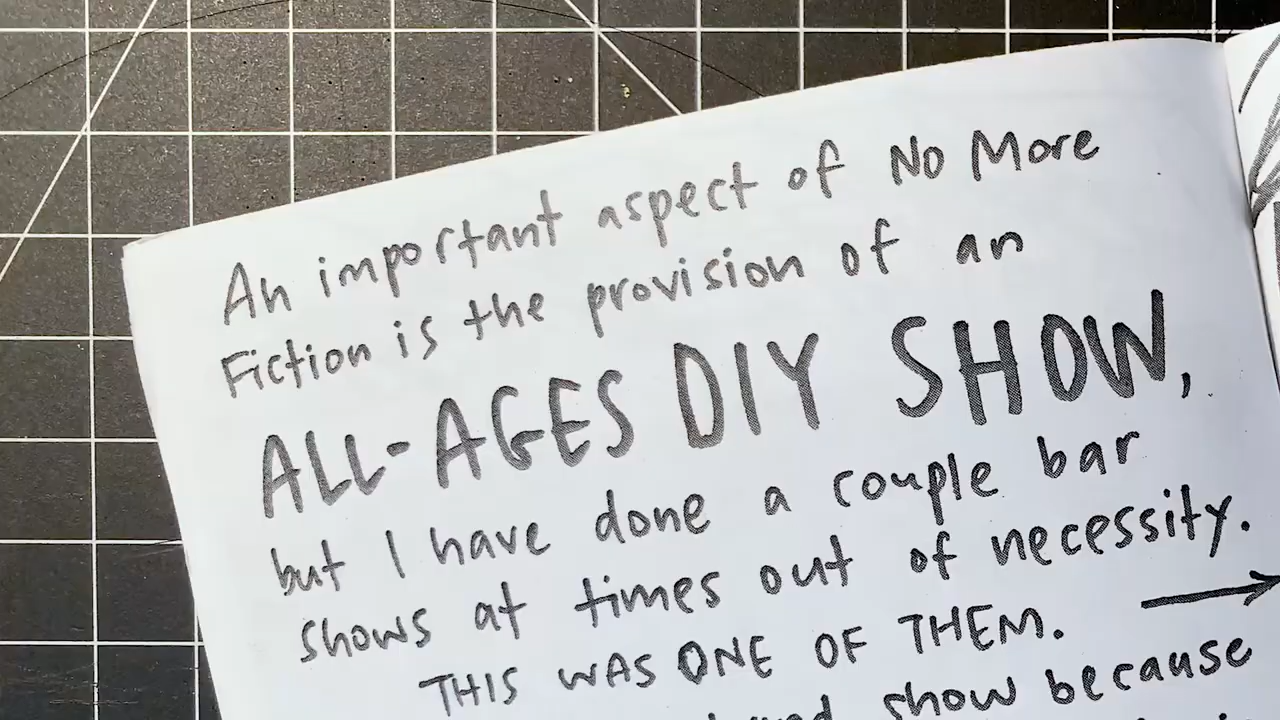 An important aspect of No More
Fiction is the provision of an
ALL-AGES DIY SHOW,
but I have done a couple bar
shows at times out of necessity.
THIS WAS ONE OF THEM.
show because